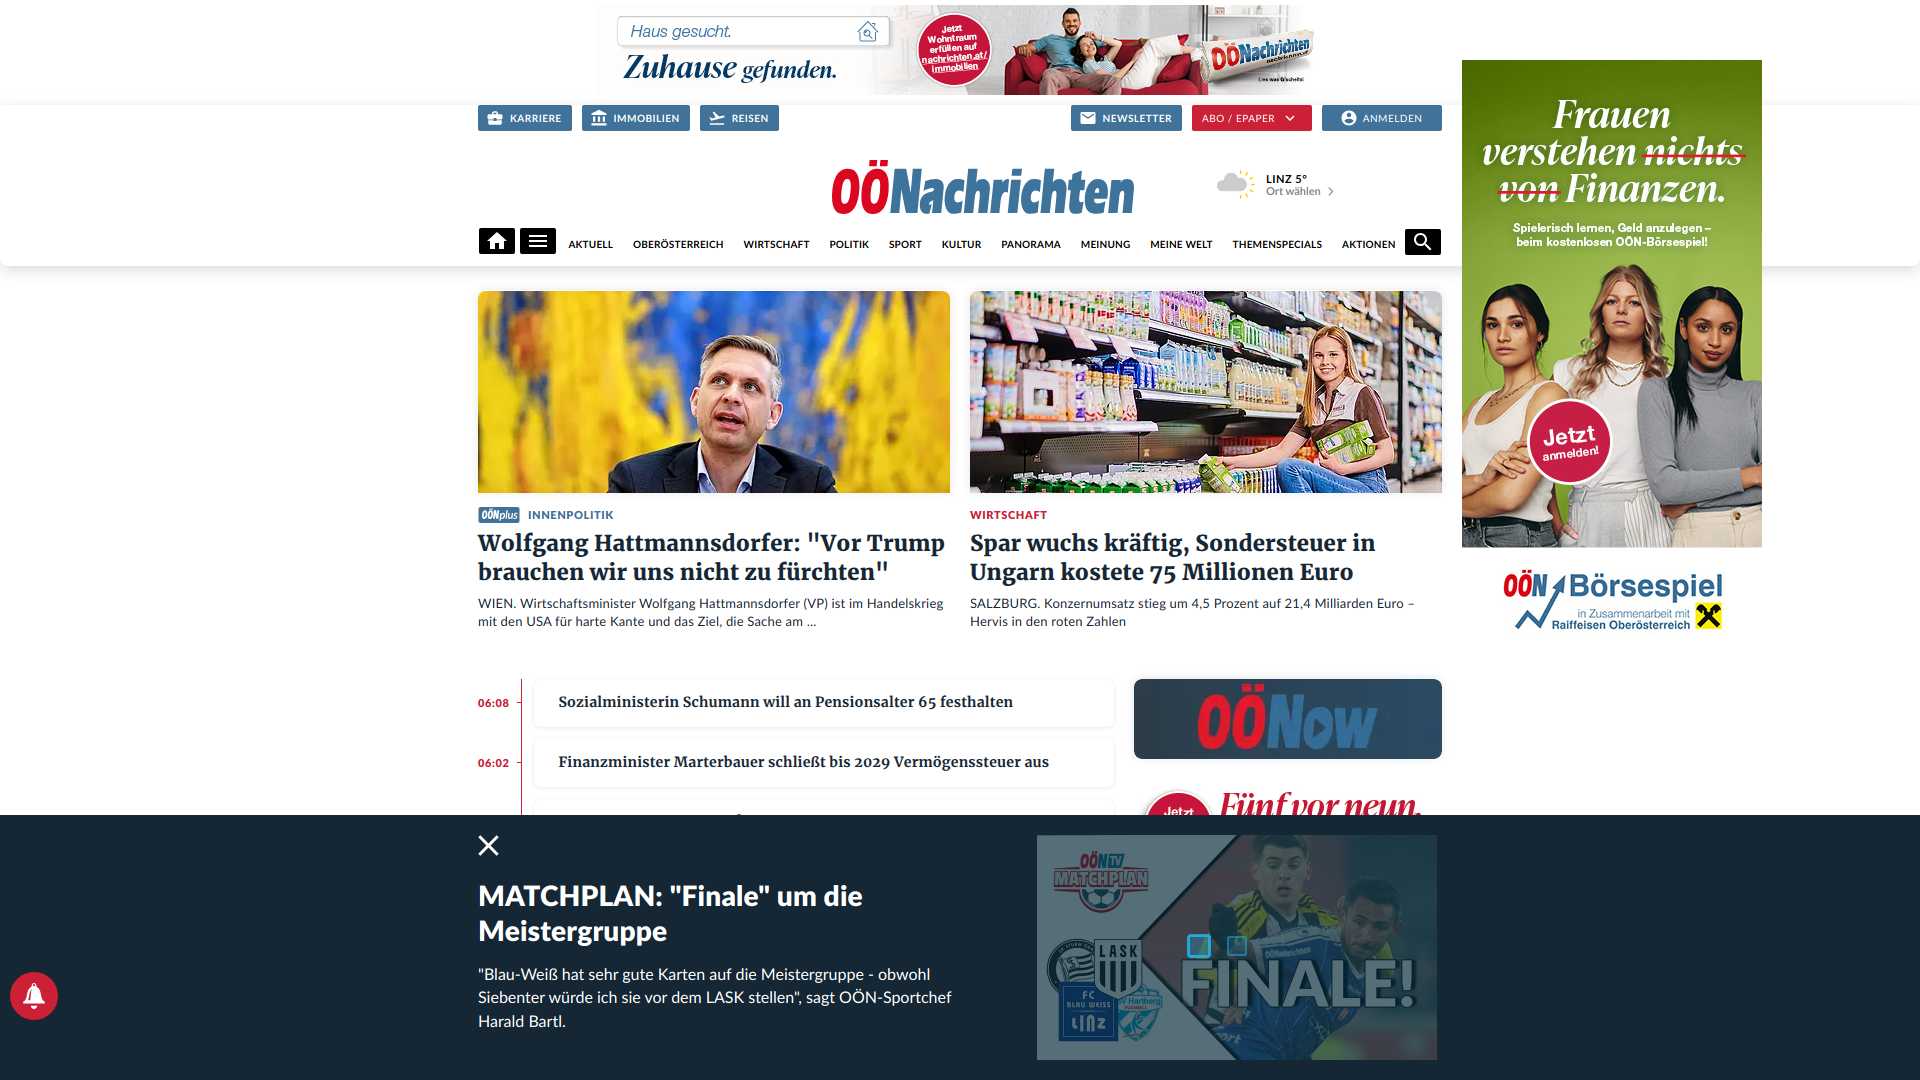 Haus gesucht.
Zuhause gefunden.
Jetzt
Wohntraum
erfüllen auf
nachrichten.at/
immobilien
OÖNachrichten
Lies was G'scheits!
KARRIERE
IMMOBILIEN
REISEN
NEWSLETTER
ABO / EPAPER
ANMELDEN
OÖNachrichten
LINZ 5°
Ort wählen
AKTUELL
OBERÖSTERREICH
WIRTSCHAFT
POLITIK
SPORT
KULTUR
PANORAMA
MEINUNG
MEINE WELT
THEMENSPECIALS
AKTIONEN
Frauen
verstehen nichts
von Finanzen.
Spielerisch lernen, Geld anzulegen –
beim kostenlosen OÖN-Börsespiel!
Jetzt
anmelden!
OÖN Börsespiel
in Zusammenarbeit mit
Raiffeisen Oberösterreich
OÖNplus INNENPOLITIK
Wolfgang Hattmannsdorfer: "Vor Trump
brauchen wir uns nicht zu fürchten"
WIEN. Wirtschaftsminister Wolfgang Hattmannsdorfer (VP) ist im Handelskrieg
mit den USA für harte Kante und das Ziel, die Sache am ...
WIRTSCHAFT
Spar wuchs kräftig, Sondersteuer in
Ungarn kostete 75 Millionen Euro
SALZBURG. Konzernumsatz stieg um 4,5 Prozent auf 21,4 Milliarden Euro –
Hervis in den roten Zahlen
06:08
Sozialministerin Schumann will an Pensionsalter 65 festhalten
06:02
Finanzminister Marterbauer schließt bis 2029 Vermögenssteuer aus
OÖNow
Jetzt
Fünf vor neun.
MATCHPLAN: "Finale" um die
Meistergruppe
"Blau-Weiß hat sehr gute Karten auf die Meistergruppe - obwohl
Siebenter würde ich sie vor dem LASK stellen", sagt OÖN-Sportchef
Harald Bartl.
OÖN TV
MATCHPLAN
LASK
FC
BLAU WEISS
LINZ
TSV Hartberg
FINALE!